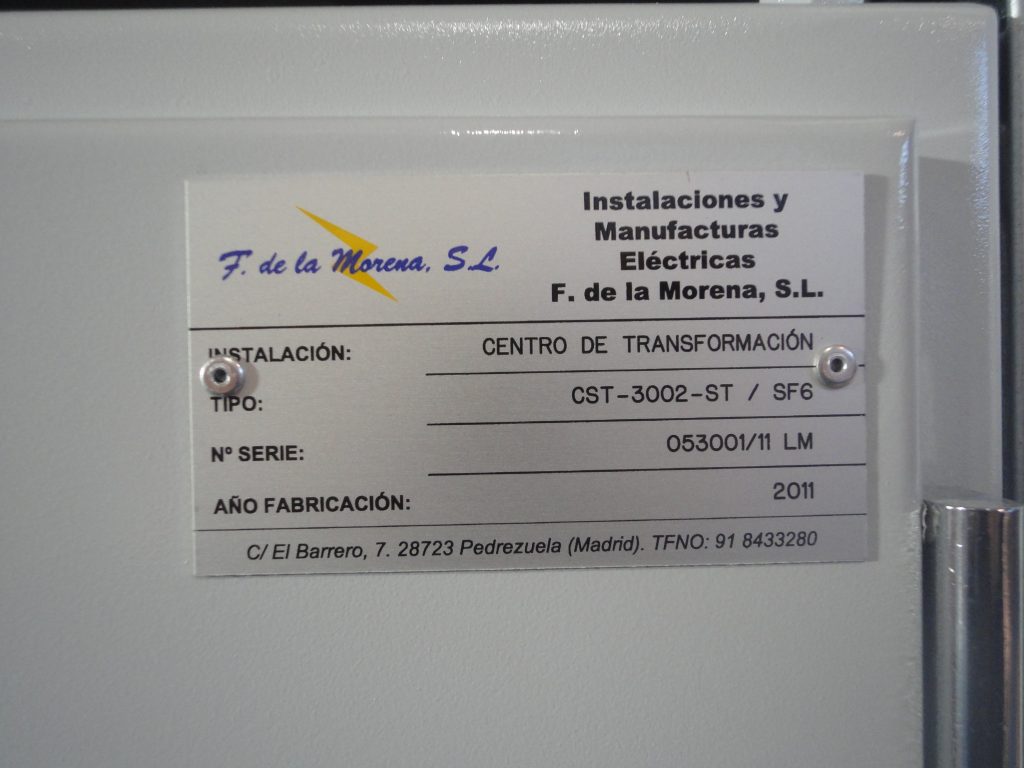 F. de la Morena, S.L.
Instalaciones y
Manufacturas
Eléctricas
F. de la Morena, S.L.
INSTALACIÓN: CENTRO DE TRANSFORMACIÓN
TIPO: CST-3002-ST / SF6
Nº SERIE: 053001/11 LM
AÑO FABRICACIÓN: 2011
C/ El Barrero, 7. 28723 Pedrezuela (Madrid). TFNO: 91 8433280